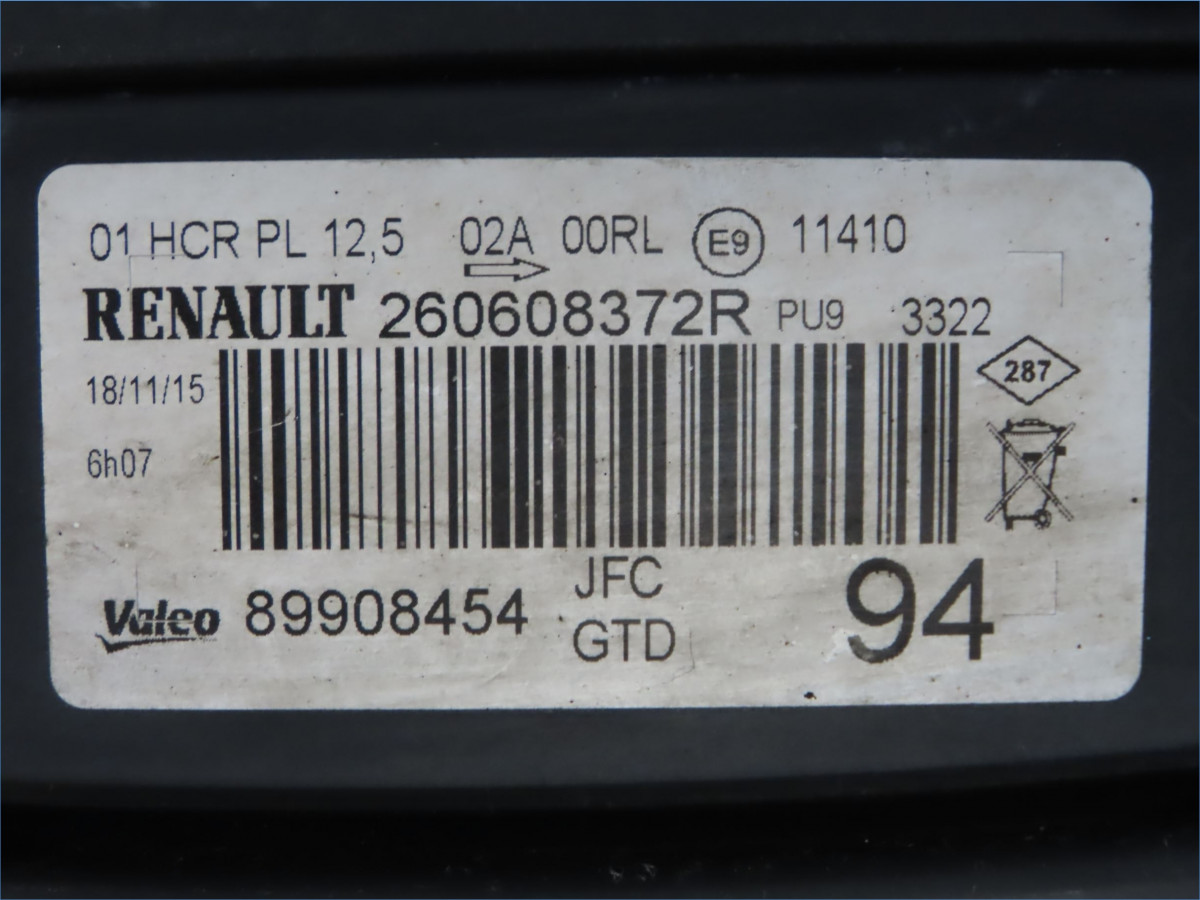 01 HCR PL 12,5 02A 00RL E9 11410
RENAULT 260608372R PU9 3322
287
18/11/15
6h07
Valeo 89908454 JFC GTD 94